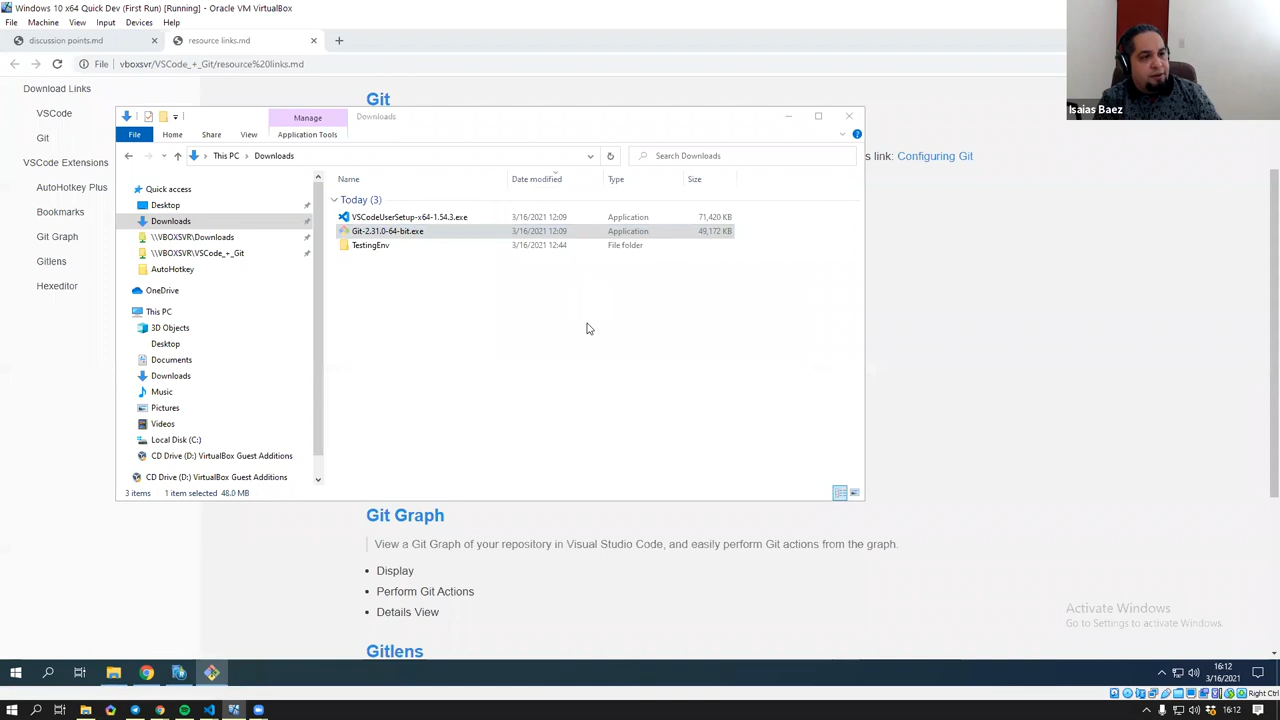 Windows 10 x64 Quick Dev (First Run) [Running] - Oracle VM VirtualBox
File Machine View Input Devices Help
discussion points.md
resource links.md
File vboxsvr/VSCode_+_Git/resource%20links.md
Isaias Baez
Download Links
VSCode
Git
VSCode Extensions
AutoHotkey Plus
Bookmarks
Git Graph
Gitlens
Hexeditor
Git
s link: Configuring Git
Manage
Downloads
File Home Share View Application Tools
This PC Downloads
Search Downloads
Name Date modified Type Size
Today (3)
VSCodeUserSetup-x64-1.54.3.exe 3/16/2021 12:09 Application 71,420 KB
Git-2.31.0-64-bit.exe 3/16/2021 12:09 Application 49,172 KB
TestingEnv 3/16/2021 12:44 File folder
Quick access
Desktop
Downloads
\\VBOXSVR\Downloads
\\VBOXSVR\VSCode_+_Git
AutoHotkey
OneDrive
This PC
3D Objects
Desktop
Documents
Downloads
Music
Pictures
Videos
Local Disk (C:)
CD Drive (D:) VirtualBox Guest Additions
CD Drive (D:) VirtualBox Guest Additions
3 items 1 item selected 48.0 MB
Git Graph
View a Git Graph of your repository in Visual Studio Code, and easily perform Git actions from the graph.
• Display
• Perform Git Actions
• Details View
Gitlens
Activate Windows
Go to Settings to activate Windows.
16:12
3/16/2021
Right Ctrl
16:12